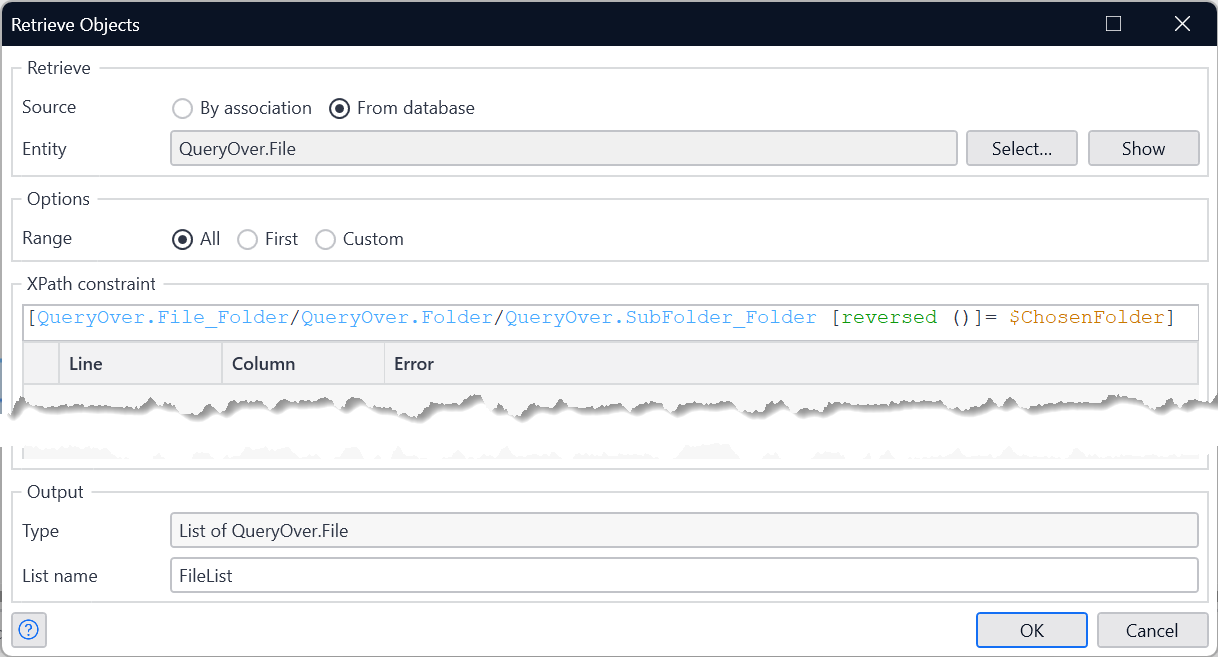 Retrieve Objects
Retrieve
Source By association From database
Entity QueryOver.File Select... Show
Options
Range All First Custom
XPath constraint
[QueryOver.File_Folder/QueryOver.Folder/QueryOver.SubFolder_Folder [reversed ()]= $ChosenFolder]
Line Column Error
Output
Type List of QueryOver.File
List name FileList
? OK Cancel